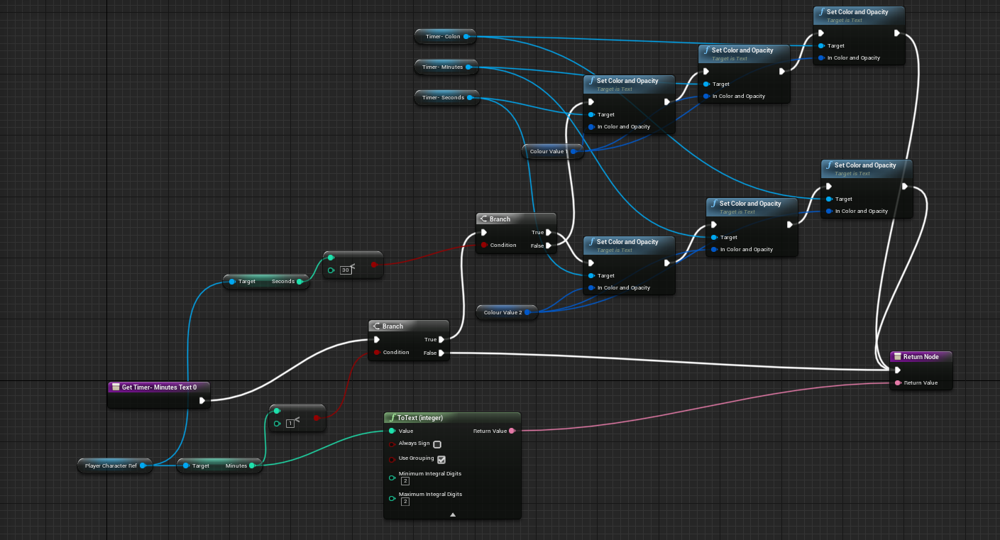 Set Color and Opacity
Target is Text
Target
In Color and Opacity
Timer- Colon
Timer- Minutes
Timer- Seconds
Set Color and Opacity
Target is Text
Target
In Color and Opacity
Set Color and Opacity
Target is Text
Target
In Color and Opacity
Colour Value
Set Color and Opacity
Target is Text
Target
In Color and Opacity
Set Color and Opacity
Target is Text
Target
In Color and Opacity
Set Color and Opacity
Target is Text
Target
In Color and Opacity
Colour Value 2
Branch
True
Condition
False
<
30
Target
Seconds
Branch
True
Condition
False
Return Node
Return Value
Get Timer- Minutes Text 0
<
1
Player Character Ref
Target
Minutes
f ToText (integer)
Value
Return Value
Always Sign
Use Grouping
Minimum Integral Digits
2
Maximum Integral Digits
2